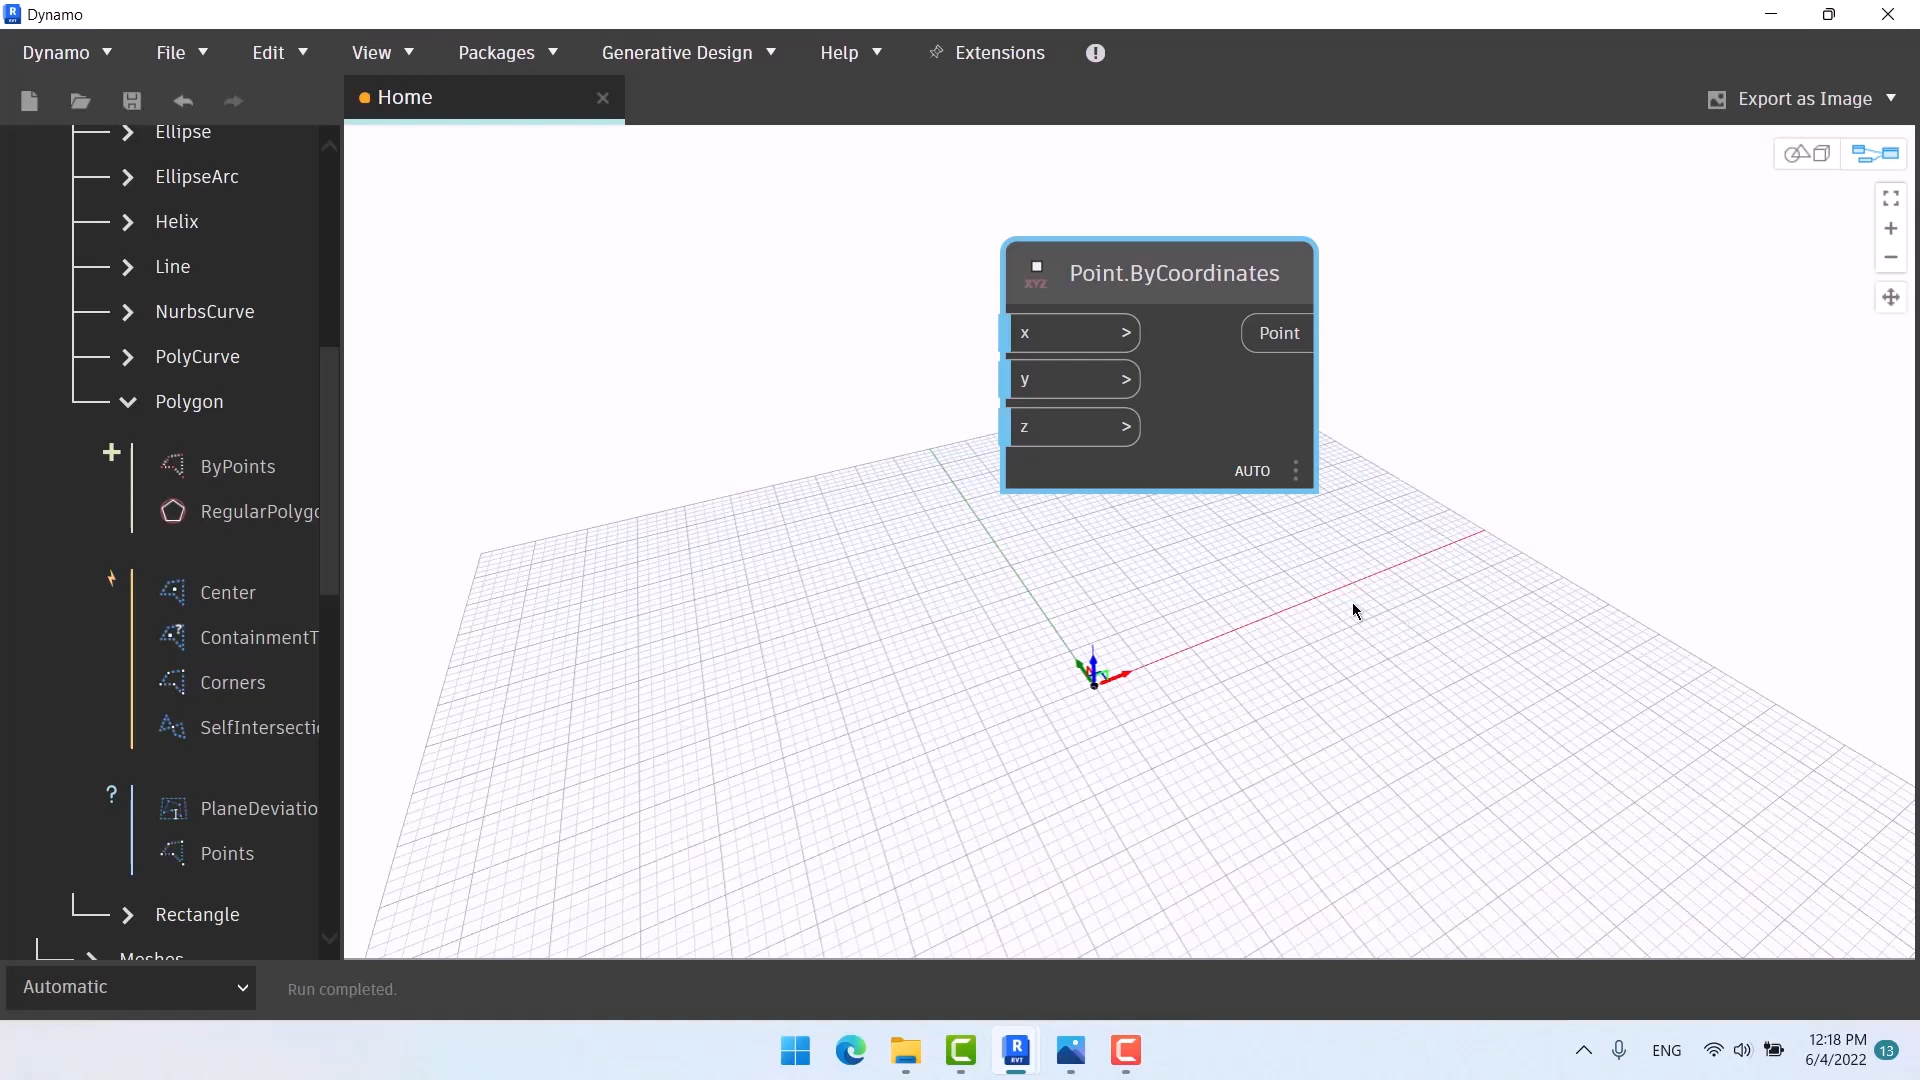 Dynamo
Dynamo File Edit View Packages Generative Design Help Extensions
Home
Export as Image
Ellipse
EllipseArc
Helix
Line
NurbsCurve
PolyCurve
Polygon
ByPoints
RegularPolygo
Center
ContainmentT
Corners
SelfIntersecti
PlaneDeviatio
Points
Rectangle
Meshes
XYZ
Point.ByCoordinates
x >
Point
y >
z >
AUTO
Automatic
Run completed.
ENG
12:18 PM
6/4/2022
13